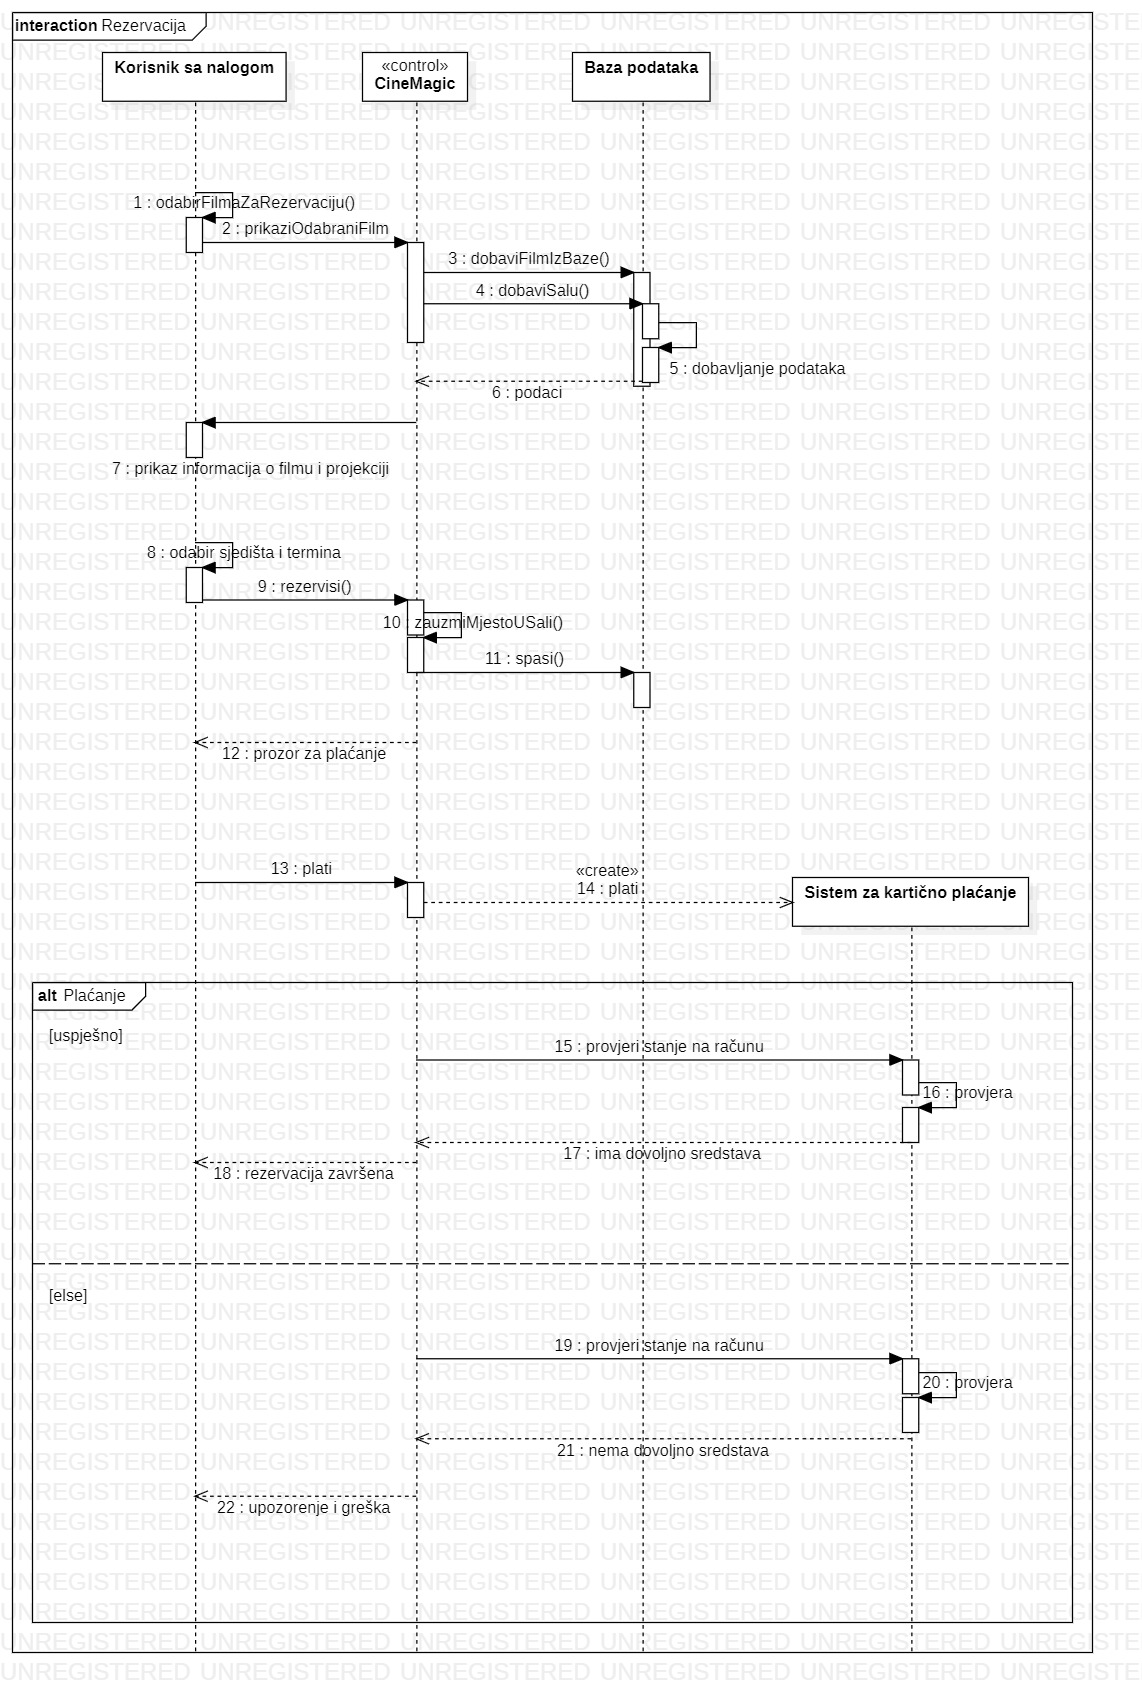 interaction Rezervacija
Korisnik sa nalogom
«control»
CineMagic
Baza podataka
1 : odabirFilmaZaRezervaciju()
2 : prikaziOdabraniFilm
3 : dobaviFilmIzBaze()
4 : dobaviSalu()
5 : dobavljanje podataka
6 : podaci
7 : prikaz informacija o filmu i projekciji
8 : odabir sjedišta i termina
9 : rezervisi()
10 : zauzmiMjestoUSali()
11 : spasi()
12 : prozor za plaćanje
13 : plati
«create»
14 : plati
Sistem za kartično plaćanje
alt Plaćanje
[uspješno]
15 : provjeri stanje na računu
16 : provjera
17 : ima dovoljno sredstava
18 : rezervacija završena
[else]
19 : provjeri stanje na računu
20 : provjera
21 : nema dovoljno sredstava
22 : upozorenje i greška
UNREGISTERED